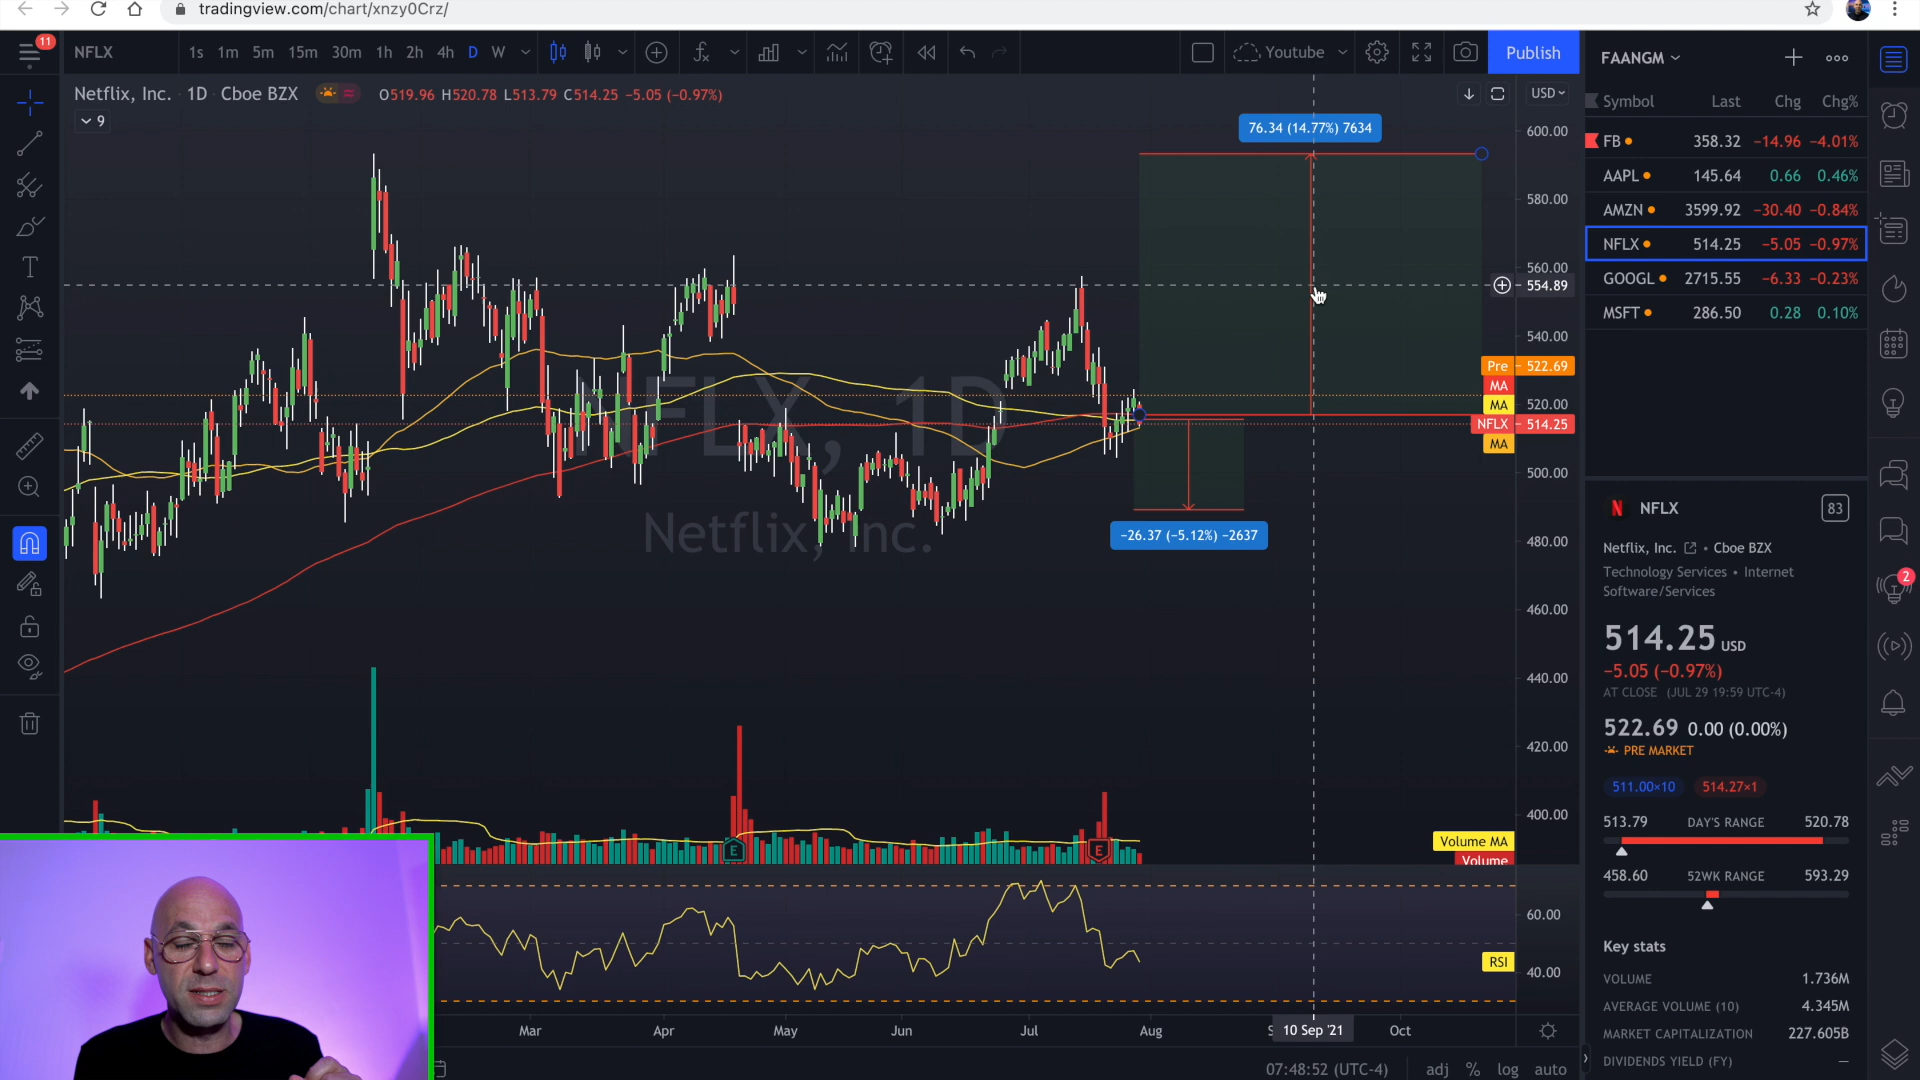 tradingview.com/chart/xnzy0Crz/
11
NFLX 1s 1m 5m 15m 30m 1h 2h 4h D W Youtube Publish
Netflix, Inc. · 1D · Cboe BZX O519.96 H520.78 L513.79 C514.25 −5.05 (−0.97%)
9
USD
76.34 (14.77%) 7634
−26.37 (−5.12%) −2637
NFLX, 1D
Netflix, Inc.
600.00
580.00
560.00
554.89
540.00
Pre 522.69
MA
MA
520.00
NFLX 514.25
MA
500.00
480.00
460.00
440.00
420.00
400.00
Volume MA
Volume
E
E
60.00
RSI
40.00
Mar Apr May Jun Jul Aug S 10 Sep '21 Oct
07:48:52 (UTC-4) adj % log auto
FAANGM
Symbol Last Chg Chg%
FB 358.32 −14.96 −4.01%
AAPL 145.64 0.66 0.46%
AMZN 3599.92 −30.40 −0.84%
NFLX 514.25 −5.05 −0.97%
GOOGL 2715.55 −6.33 −0.23%
MSFT 286.50 0.28 0.10%
N NFLX 83
Netflix, Inc. • Cboe BZX
Technology Services • Internet
Software/Services
514.25 USD
−5.05 (−0.97%)
AT CLOSE (JUL 29 19:59 UTC-4)
522.69 0.00 (0.00%)
PRE MARKET
511.00×10 514.27×1
513.79 DAY'S RANGE 520.78
458.60 52WK RANGE 593.29
Key stats
VOLUME 1.736M
AVERAGE VOLUME (10) 4.345M
MARKET CAPITALIZATION 227.605B
DIVIDENDS YIELD (FY) —
2